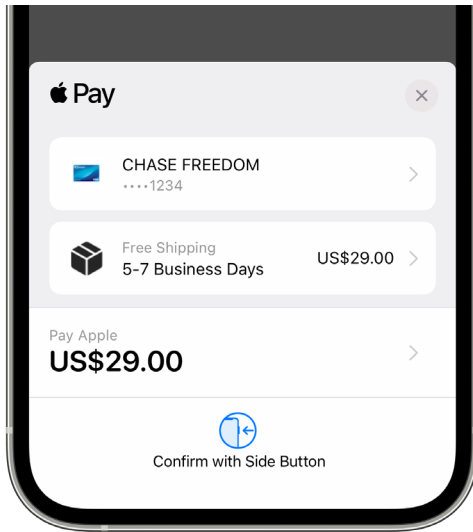 Pay
CHASE FREEDOM
····1234
Free Shipping
5-7 Business Days
US$29.00
Pay Apple
US$29.00
Confirm with Side Button